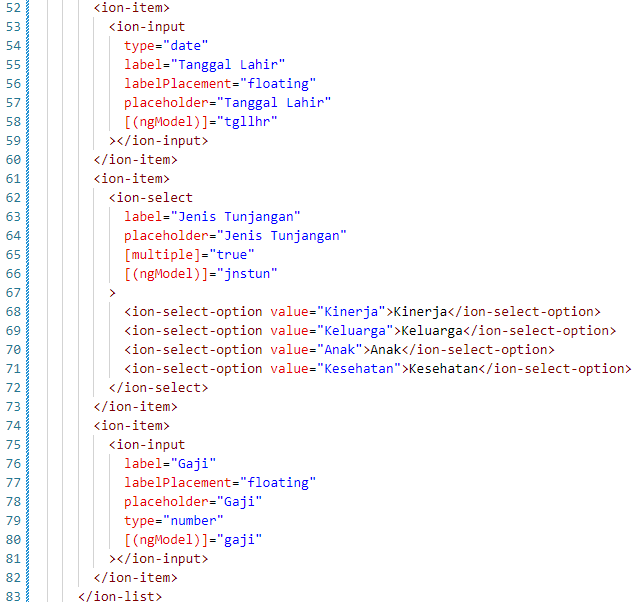 52 <ion-item>
53 <ion-input
54 type="date"
55 label="Tanggal Lahir"
56 labelPlacement="floating"
57 placeholder="Tanggal Lahir"
58 [(ngModel)]="tgllhr"
59 ></ion-input>
60 </ion-item>
61 <ion-item>
62 <ion-select
63 label="Jenis Tunjangan"
64 placeholder="Jenis Tunjangan"
65 [multiple]="true"
66 [(ngModel)]="jnstun"
67 >
68 <ion-select-option value="Kinerja">Kinerja</ion-select-option>
69 <ion-select-option value="Keluarga">Keluarga</ion-select-option>
70 <ion-select-option value="Anak">Anak</ion-select-option>
71 <ion-select-option value="Kesehatan">Kesehatan</ion-select-option>
72 </ion-select>
73 </ion-item>
74 <ion-item>
75 <ion-input
76 label="Gaji"
77 labelPlacement="floating"
78 placeholder="Gaji"
79 type="number"
80 [(ngModel)]="gaji"
81 ></ion-input>
82 </ion-item>
83 </ion-list>